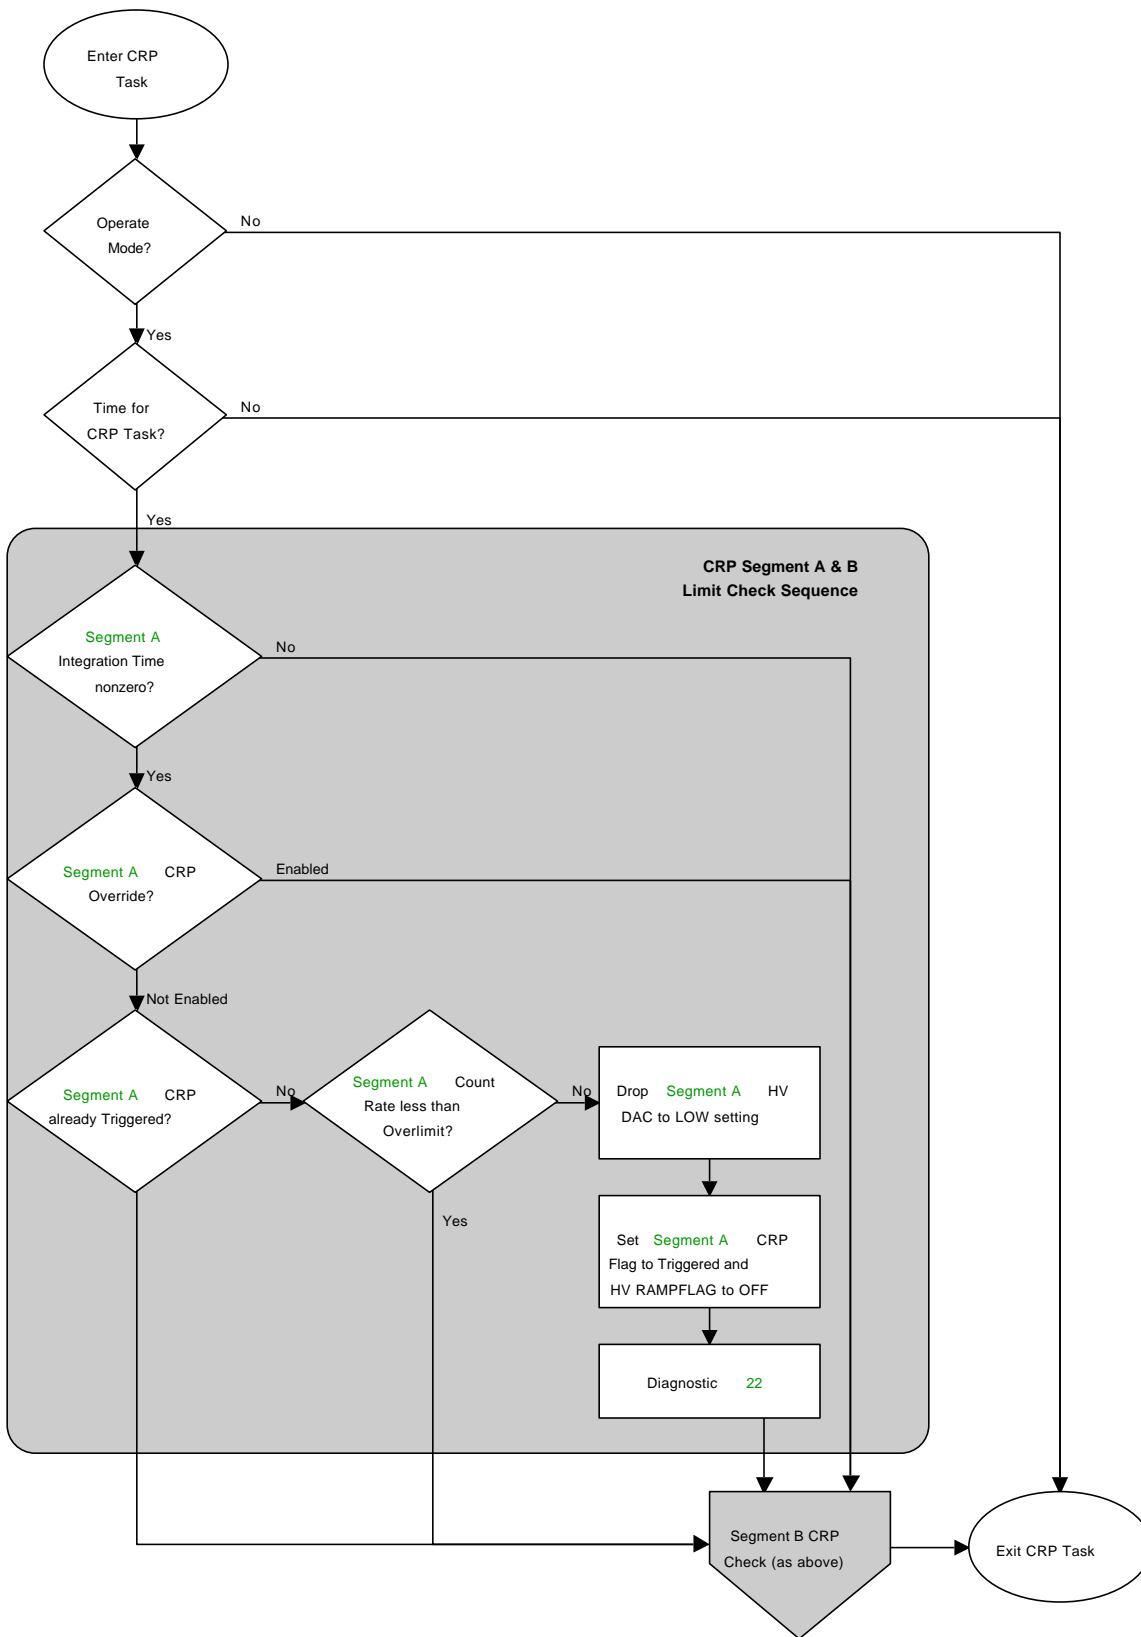 Enter CRP
Task
Operate
Mode?
No
Yes
Time for
CRP Task?
No
Yes
CRP Segment A & B
Limit Check Sequence
Segment A
Integration Time
nonzero?
No
Yes
Segment A CRP
Override?
Enabled
Not Enabled
Segment A CRP
already Triggered?
No
Segment A Count
Rate less than
Overlimit?
No
Yes
Drop Segment A HV
DAC to LOW setting
Set Segment A CRP
Flag to Triggered and
HV RAMPFLAG to OFF
Diagnostic 22
Segment B CRP
Check (as above)
Exit CRP Task